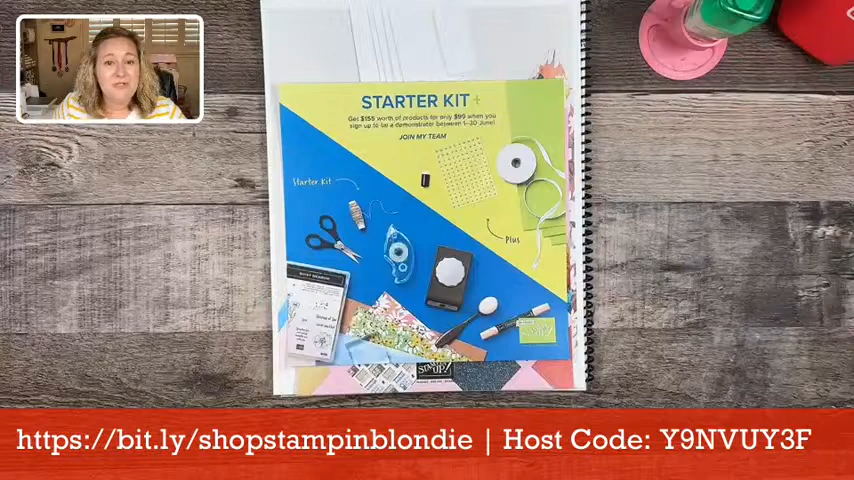 STARTER KIT+
Get $155 worth of products for only $99 when you
sign up to be a demonstrator between 1–30 June!
JOIN MY TEAM
Starter Kit
Plus
https://bit.ly/shopstampinblondie | Host Code: Y9NVUY3F